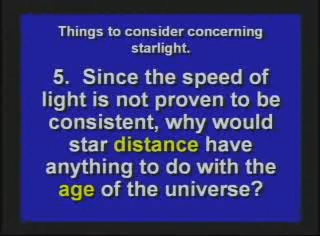 Things to consider concerning
starlight.
5. Since the speed of
light is not proven to be
consistent, why would
star distance have
anything to do with the
age of the universe?